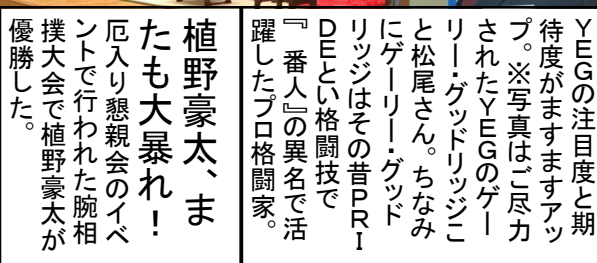 YEGの注目度と期
待度がますますアッ
プ。※写真はご尽力
されたYEGのゲー
リー・グッドリッジこ
と松尾さん。ちなみ
にゲーリー・グッド
リッジはその昔PRI
DEとい格闘技で
『 番人』の異名で活
躍したプロ格闘家。
植野豪太、ま
たも大暴れ！
厄入り懇親会のイベ
ントで行われた腕相
撲大会で植野豪太が
優勝した。